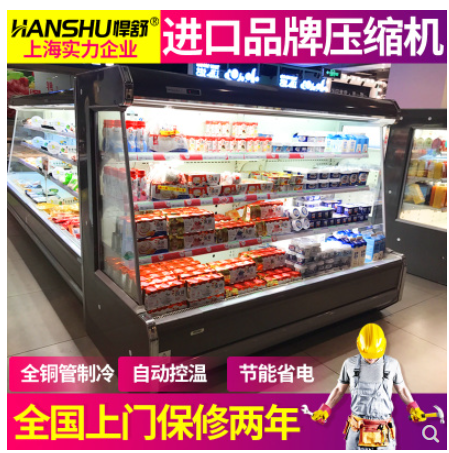 HANSHU悍舒®
上海实力企业
进口品牌压缩机
全铜管制冷
自动控温
节能省电
全国上门保修两年